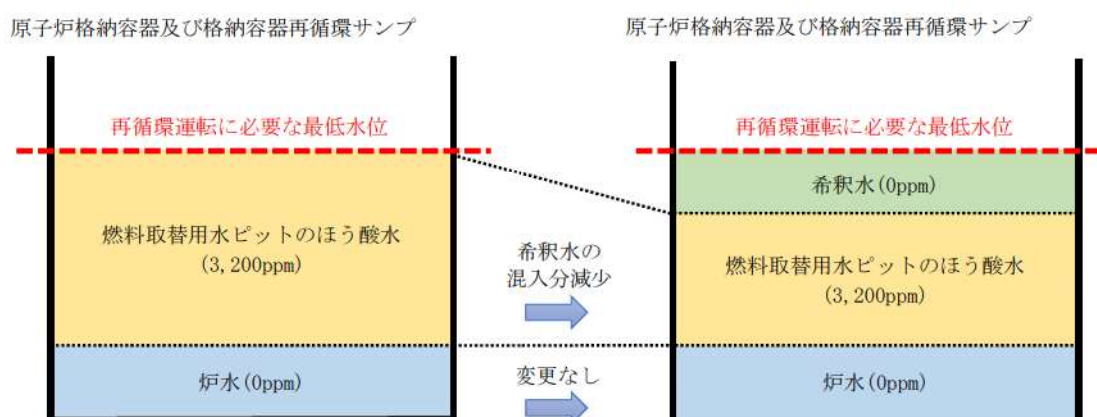 原子炉格納容器及び格納容器再循環サンプ
再循環運転に必要な最低水位
燃料取替用水ピットのほう酸水
(3,200ppm)
炉水(0ppm)
希釈水の
混入分減少
変更なし
原子炉格納容器及び格納容器再循環サンプ
再循環運転に必要な最低水位
希釈水(0ppm)
燃料取替用水ピットのほう酸水
(3,200ppm)
炉水(0ppm)